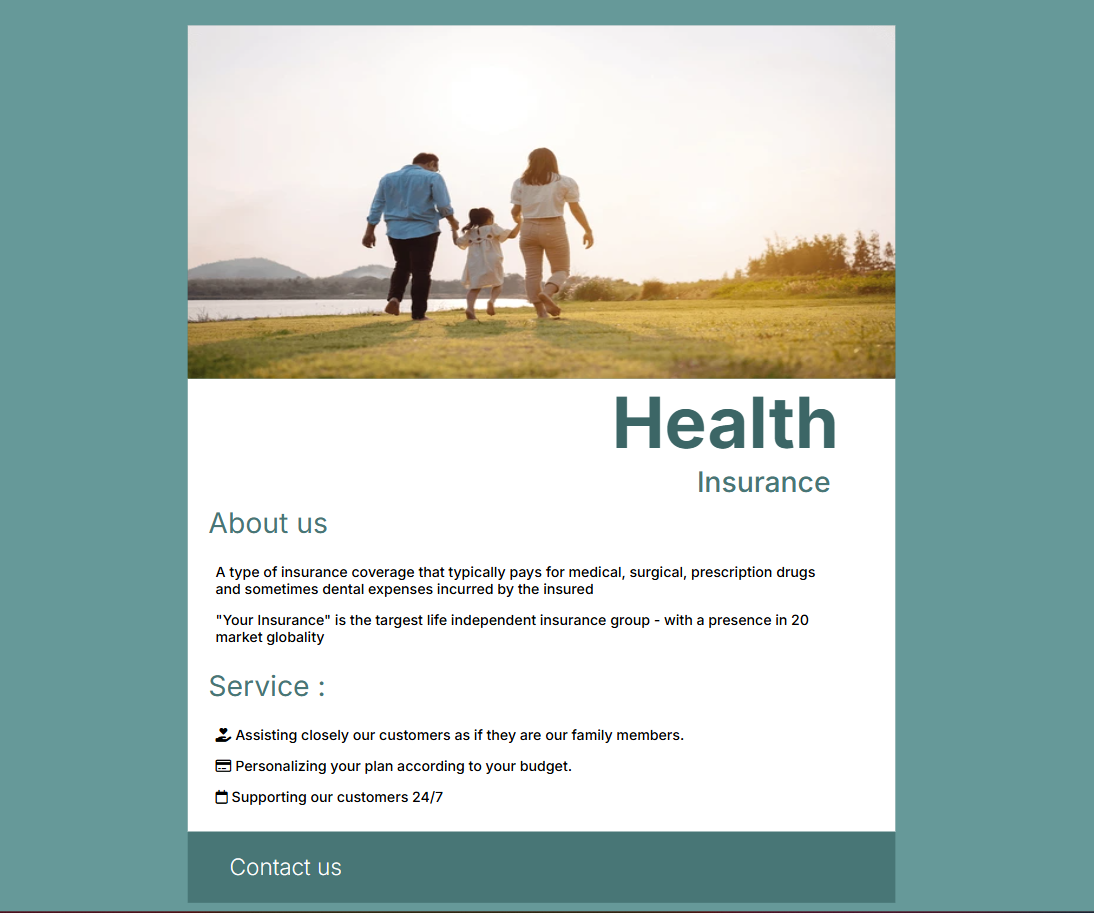 Health
Insurance
About us
A type of insurance coverage that typically pays for medical, surgical, prescription drugs
and sometimes dental expenses incurred by the insured
"Your Insurance" is the targest life independent insurance group - with a presence in 20
market globality
Service :
Assisting closely our customers as if they are our family members.
Personalizing your plan according to your budget.
Supporting our customers 24/7
Contact us